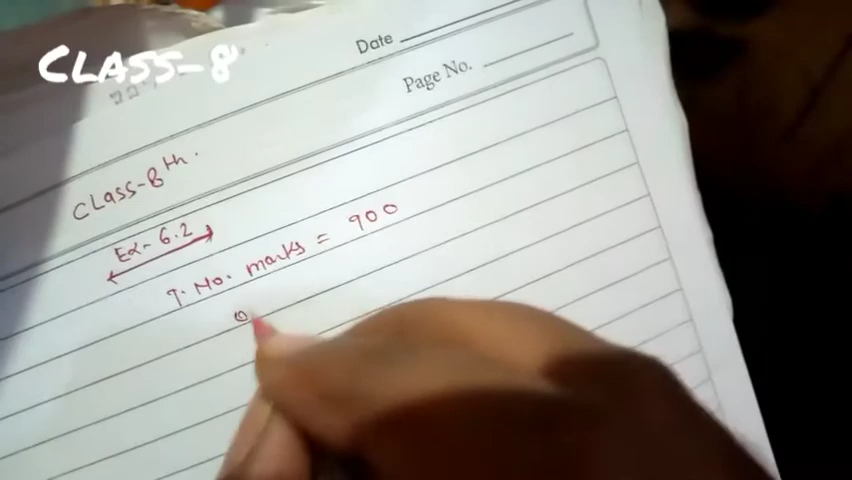 CLASS-8
Date
Page No.
CLASS-8th.
Ex- 6.2
T. No. marks = 900